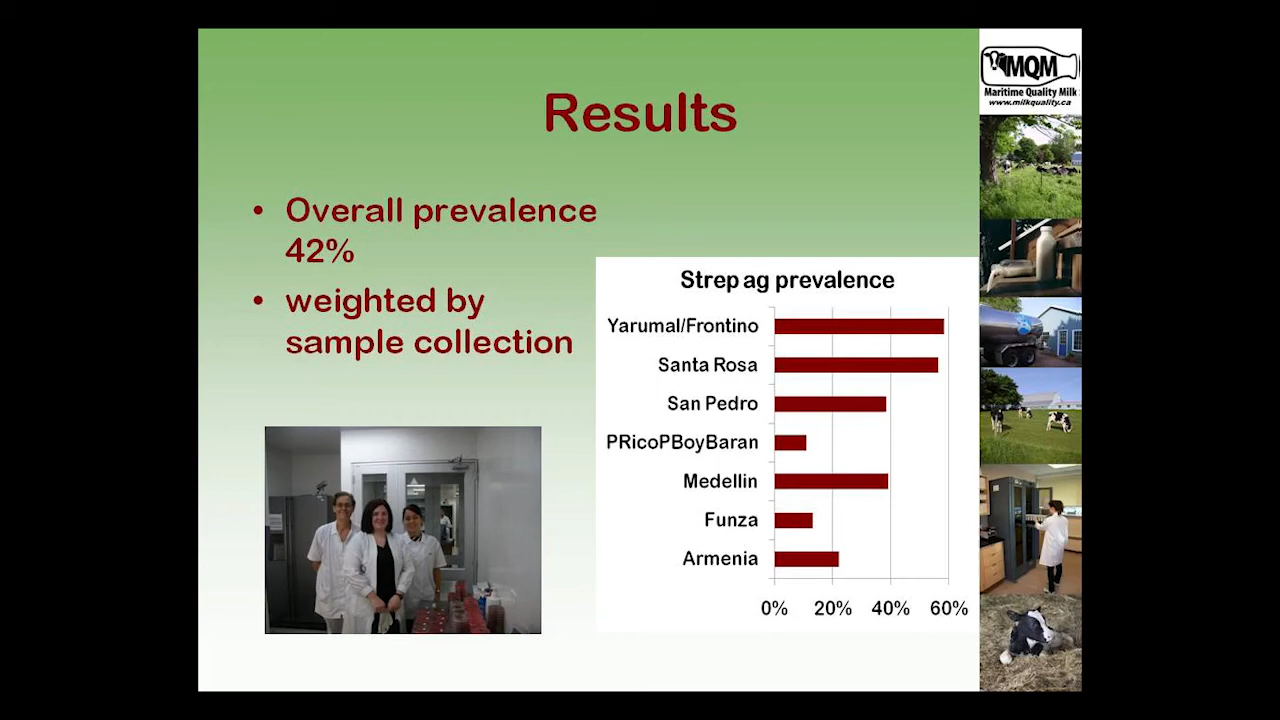 MQM
Maritime Quality Milk
www.milkquality.ca
Results
• Overall prevalence
42%
• weighted by
sample collection
Strep ag prevalence
Yarumal/Frontino
Santa Rosa
San Pedro
PRicoPBoyBaran
Medellin
Funza
Armenia
0% 20% 40% 60%